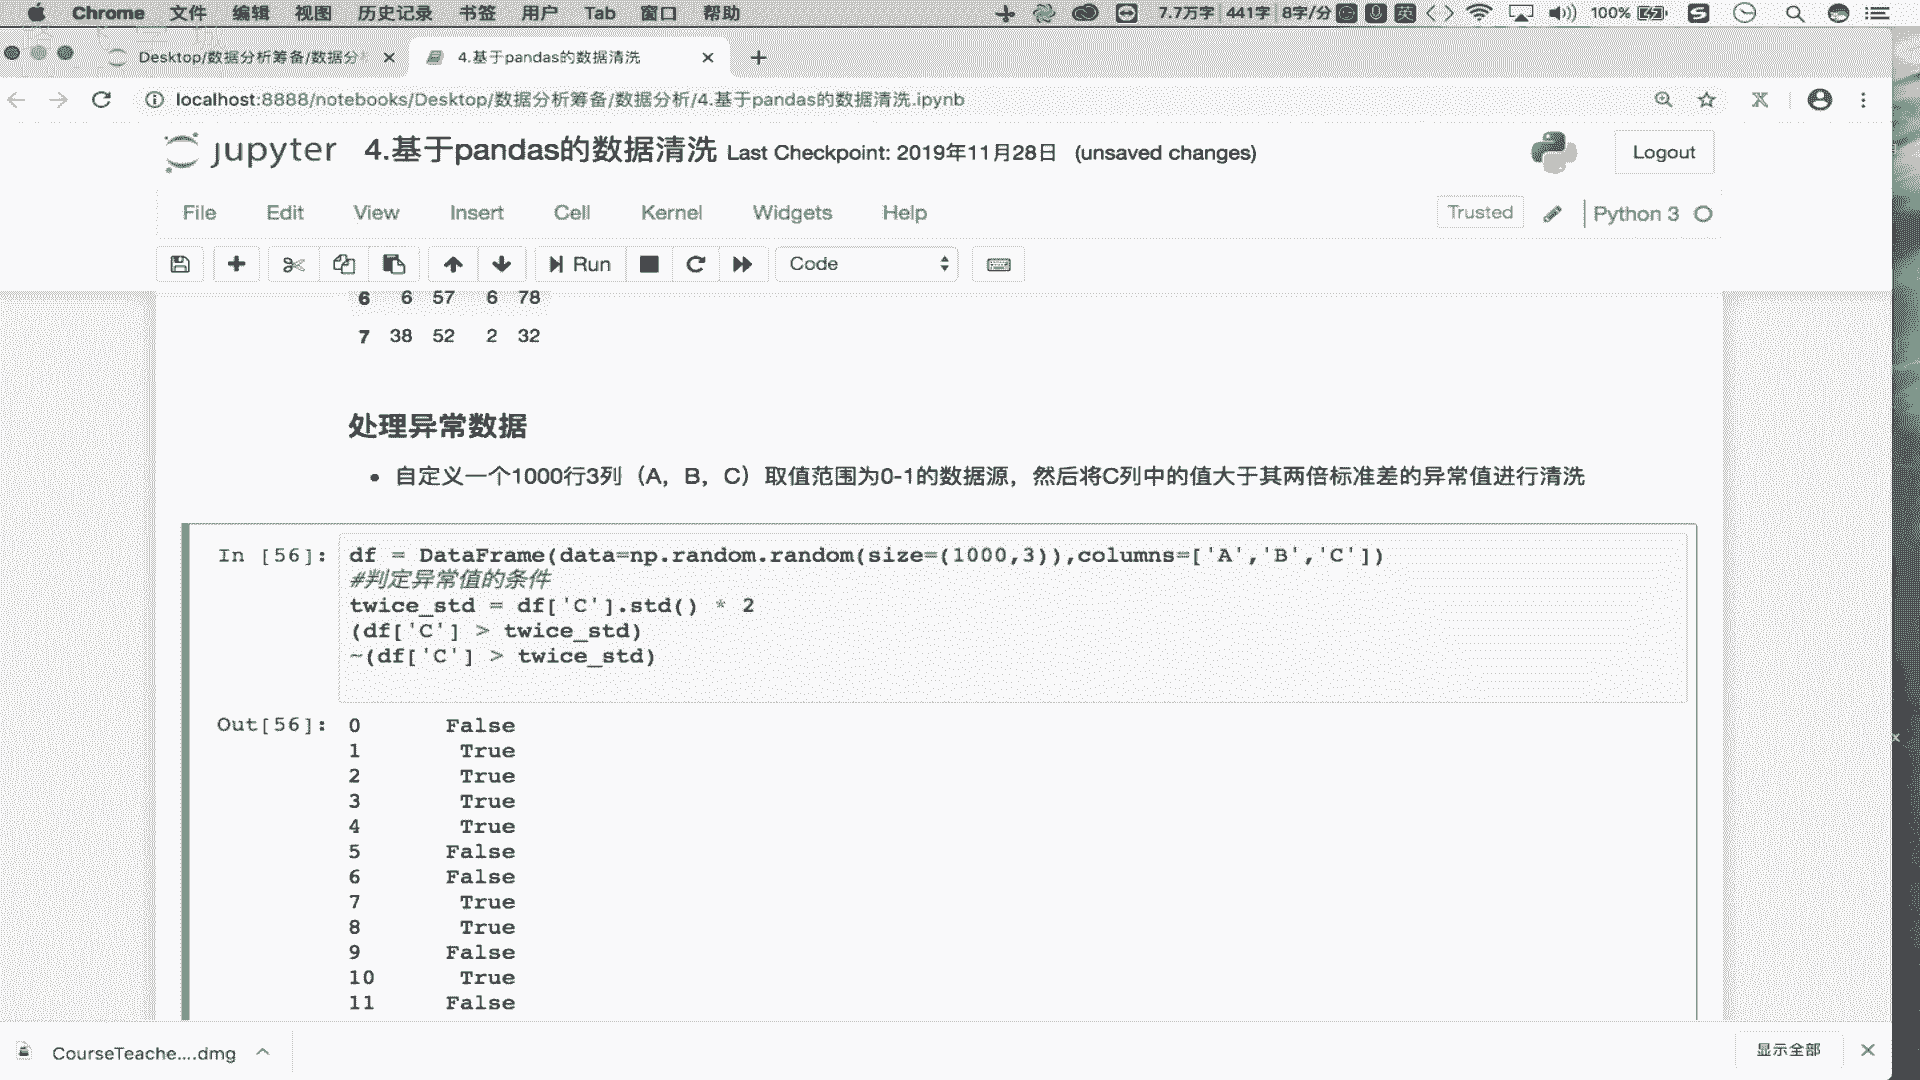 Chrome 文件 编辑 视图 历史记录 书签 用户 Tab 窗口 帮助 7.7万字 441字 8字/分 英 100%
Desktop/数据分析筹备/数据分 4.基于pandas的数据清洗
localhost:8888/notebooks/Desktop/数据分析筹备/数据分析/4.基于pandas的数据清洗.ipynb
jupyter 4.基于pandas的数据清洗 Last Checkpoint: 2019年11月28日 (unsaved changes) Logout
File Edit View Insert Cell Kernel Widgets Help Trusted Python 3
Run Code
6 6 57 6 78
7 38 52 2 32
处理异常数据
• 自定义一个1000行3列（A，B，C）取值范围为0-1的数据源，然后将C列中的值大于其两倍标准差的异常值进行清洗
In [56]: df = DataFrame(data=np.random.random(size=(1000,3)),columns=['A','B','C'])
#判定异常值的条件
twice_std = df['C'].std() * 2
(df['C'] > twice_std)
~(df['C'] > twice_std)
Out[56]: 0 False
1 True
2 True
3 True
4 True
5 False
6 False
7 True
8 True
9 False
10 True
11 False
CourseTeache....dmg 显示全部